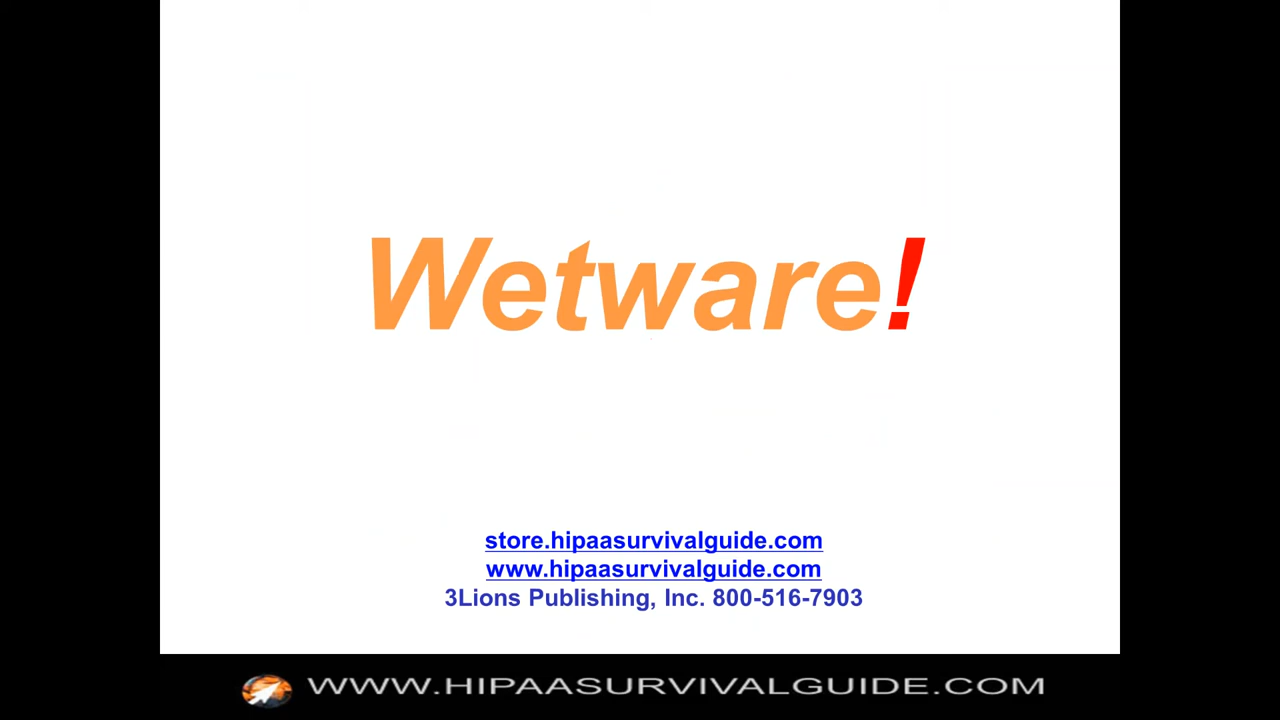 Wetware!
store.hipaasurvivalguide.com
www.hipaasurvivalguide.com
3Lions Publishing, Inc. 800-516-7903
WWW.HIPAASURVIVALGUIDE.COM